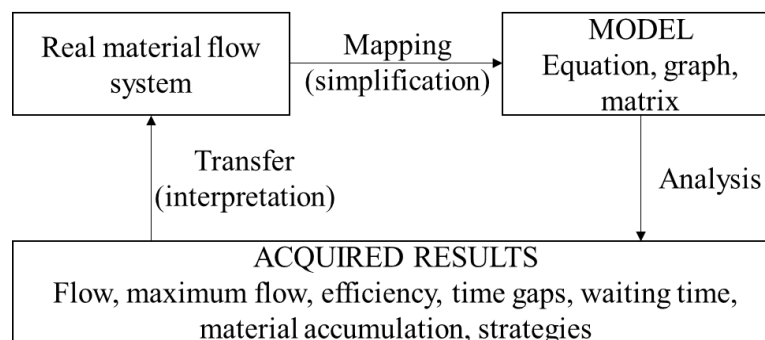 Real material flow
system
Mapping
(simplification)
MODEL
Equation, graph,
matrix
Transfer
(interpretation)
Analysis
ACQUIRED RESULTS
Flow, maximum flow, efficiency, time gaps, waiting time,
material accumulation, strategies